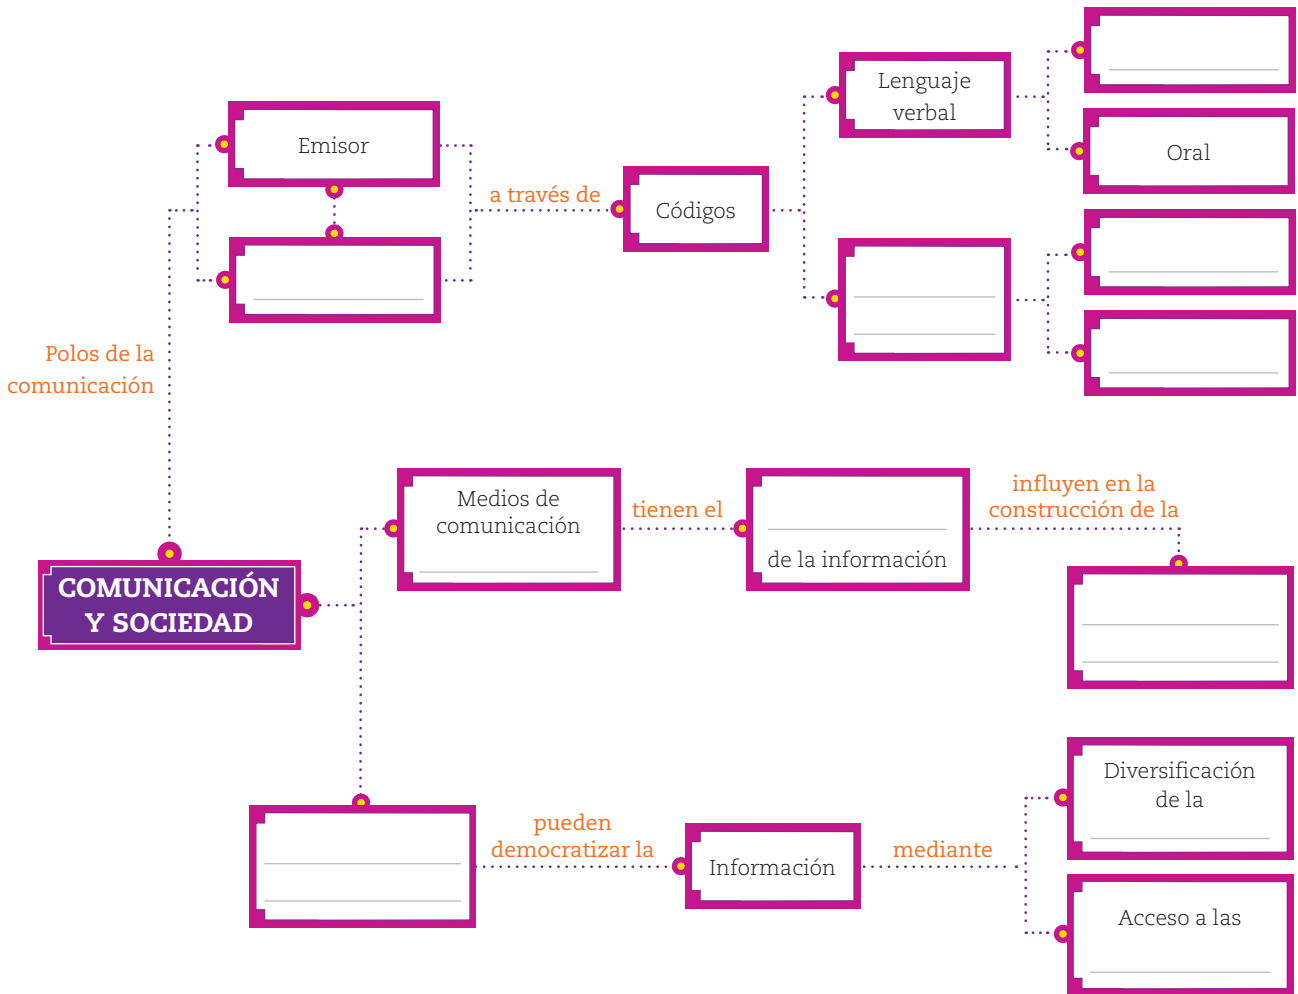 Lenguaje
verbal
Oral
Emisor
a través de
Códigos
Polos de la
comunicación
Medios de
comunicación
tienen el
de la información
influyen en la
construcción de la
COMUNICACIÓN
Y SOCIEDAD
pueden
democratizar la
Información
mediante
Diversificación
de la
Acceso a las